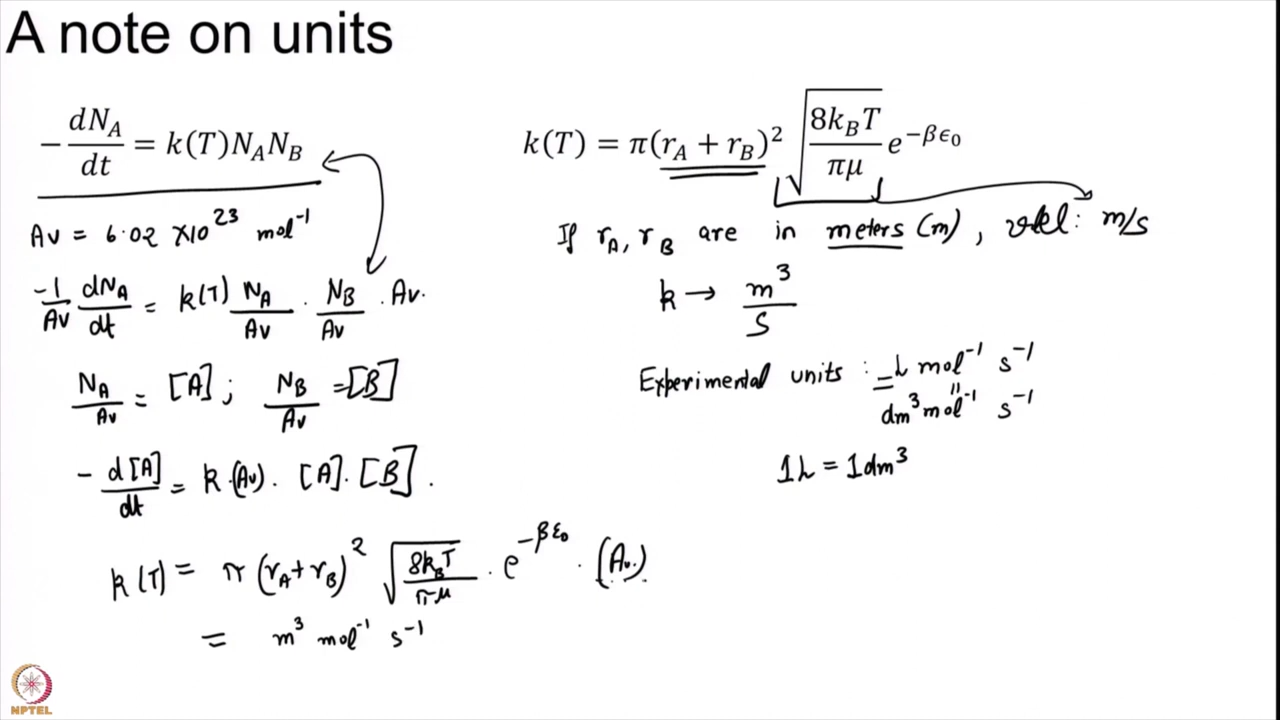 A note on units
-dN_A/dt = k(T)N_A N_B
Av = 6.02 × 10^23 mol^-1
-1/Av dN_A/dt = k(T) N_A/Av · N_B/Av · Av.
N_A/Av = [A] ; N_B/Av = [B]
- d[A]/dt = k·(Av) · [A]·[B].
k(T) = π (r_A + r_B)^2 √(8k_BT/πμ) · e^-βε_0 · (Av.)
= m^3 mol^-1 s^-1
k(T) = π(r_A + r_B)^2 √(8k_BT/πμ) e^-βϵ_0
If r_A, r_B are in meters (m), vel: m/s
k → m^3/s
Experimental units : = L mol^-1 s^-1
"
dm^3 mol^-1 s^-1
1L = 1dm^3
NPTEL